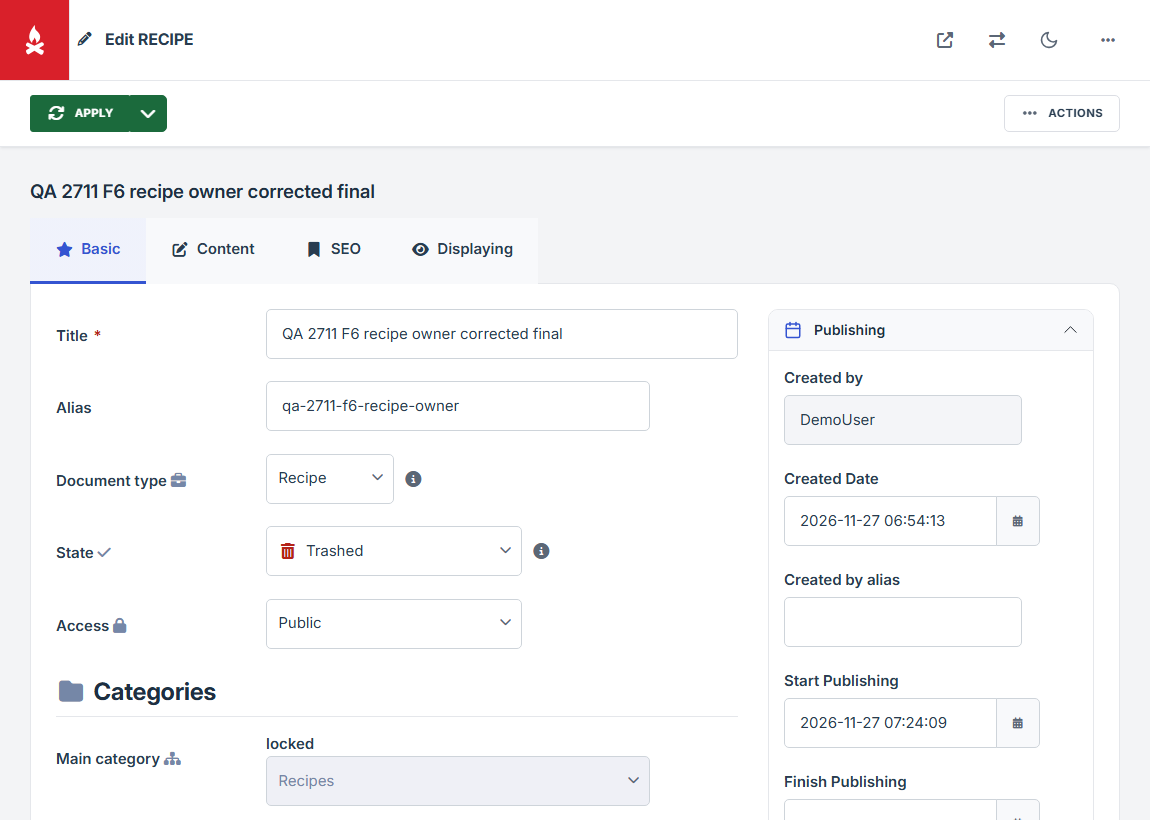 Edit RECIPE
APPLY
ACTIONS
QA 2711 F6 recipe owner corrected final
Basic
Content
SEO
Displaying
Title *
QA 2711 F6 recipe owner corrected final
Alias
qa-2711-f6-recipe-owner
Document type
Recipe
State
Trashed
Access
Public
Categories
Main category
locked
Recipes
Publishing
Created by
DemoUser
Created Date
2026-11-27 06:54:13
Created by alias
Start Publishing
2026-11-27 07:24:09
Finish Publishing